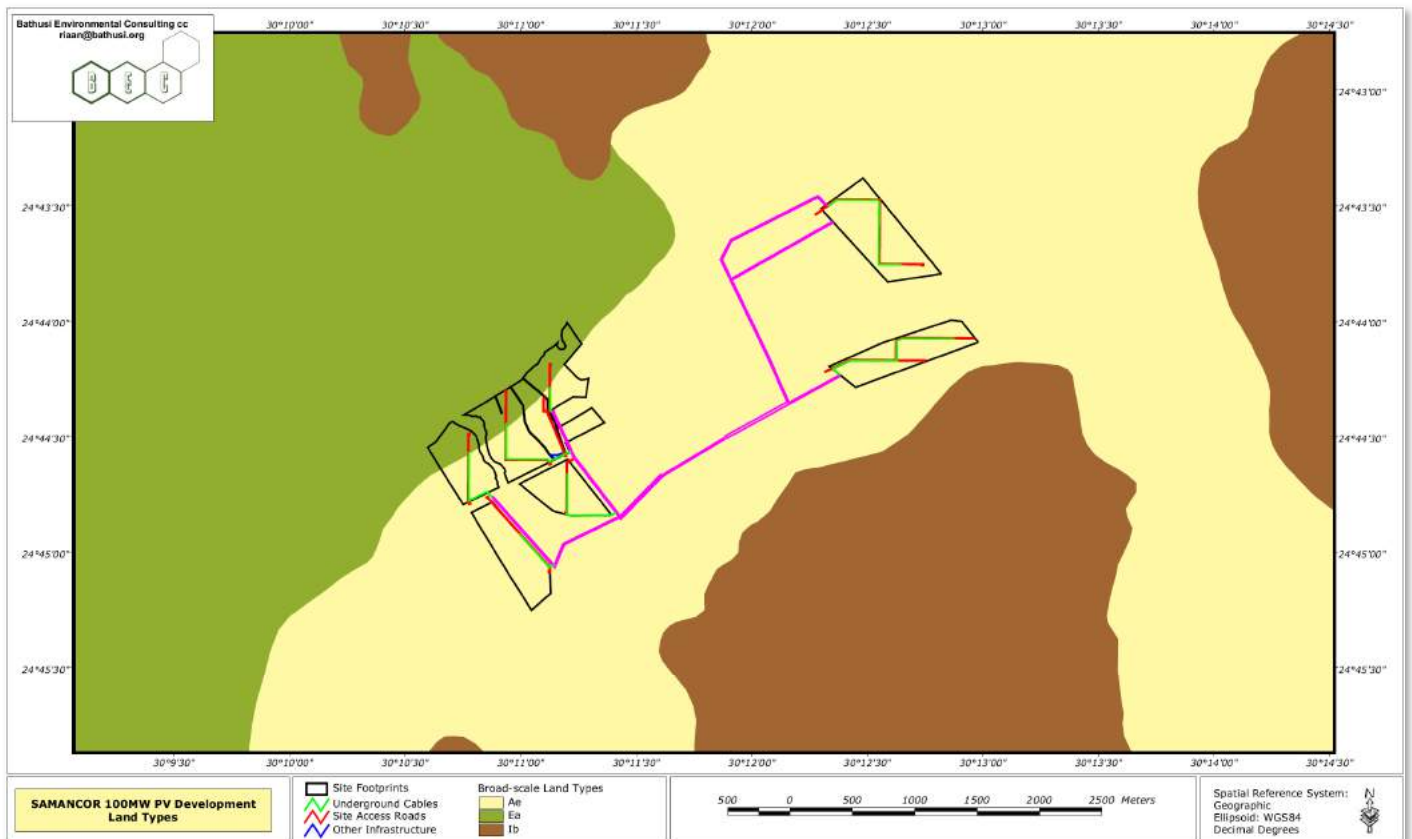 Bathusi Environmental Consulting cc
riaan@bathusi.org
B E C
30°10'00" 30°10'30" 30°11'00" 30°11'30" 30°12'00" 30°12'30" 30°13'00" 30°13'30" 30°14'00" 30°14'30"
24°43'00" 24°43'00"
24°43'30" 24°43'30"
24°44'00" 24°44'00"
24°44'30" 24°44'30"
24°45'00" 24°45'00"
24°45'30" 24°45'30"
30°9'30" 30°10'00" 30°10'30" 30°11'00" 30°11'30" 30°12'00" 30°12'30" 30°13'00" 30°13'30" 30°14'00" 30°14'30"
SAMANCOR 100MW PV Development
Land Types
Site Footprints
Underground Cables
Site Access Roads
Other Infrastructure
Broad-scale Land Types
Ae
Ea
Ib
500 0 500 1000 1500 2000 2500 Meters
Spatial Reference System:
Geographic
Ellipsoid: WGS84
Decimal Degrees
N